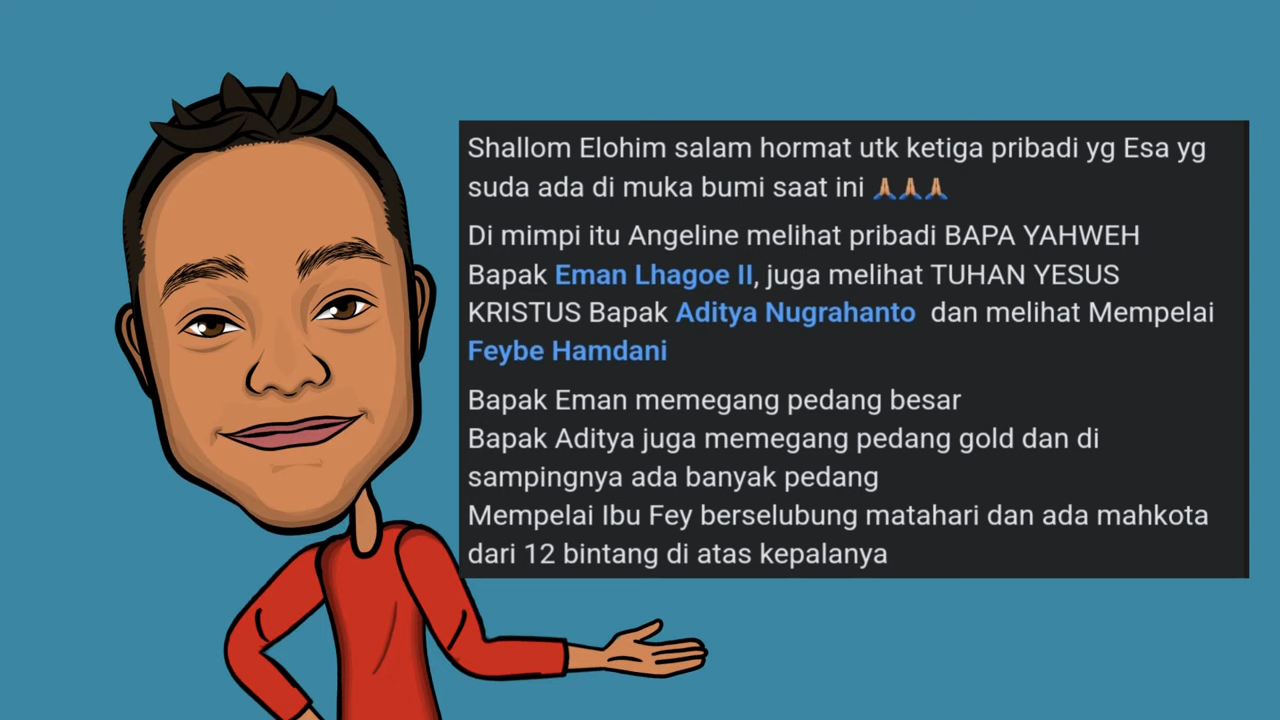 Shallom Elohim salam hormat utk ketiga pribadi yg Esa yg
suda ada di muka bumi saat ini 🙏🏽🙏🏽🙏🏽
Di mimpi itu Angeline melihat pribadi BAPA YAHWEH
Bapak Eman Lhagoe II, juga melihat TUHAN YESUS
KRISTUS Bapak Aditya Nugrahanto dan melihat Mempelai
Feybe Hamdani
Bapak Eman memegang pedang besar
Bapak Aditya juga memegang pedang gold dan di
sampingnya ada banyak pedang
Mempelai Ibu Fey berselubung matahari dan ada mahkota
dari 12 bintang di atas kepalanya